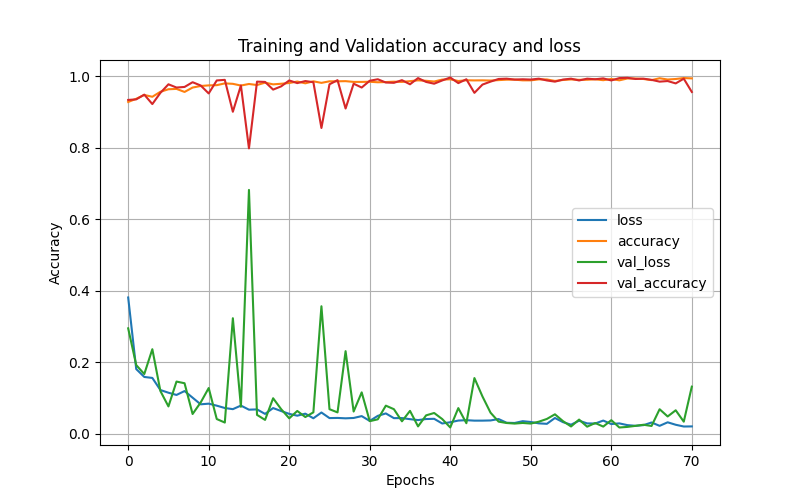 Training and Validation accuracy and loss
1.0
0.8
0.6
0.4
0.2
0.0
Accuracy
loss
accuracy
val_loss
val_accuracy
0 10 20 30 40 50 60 70
Epochs